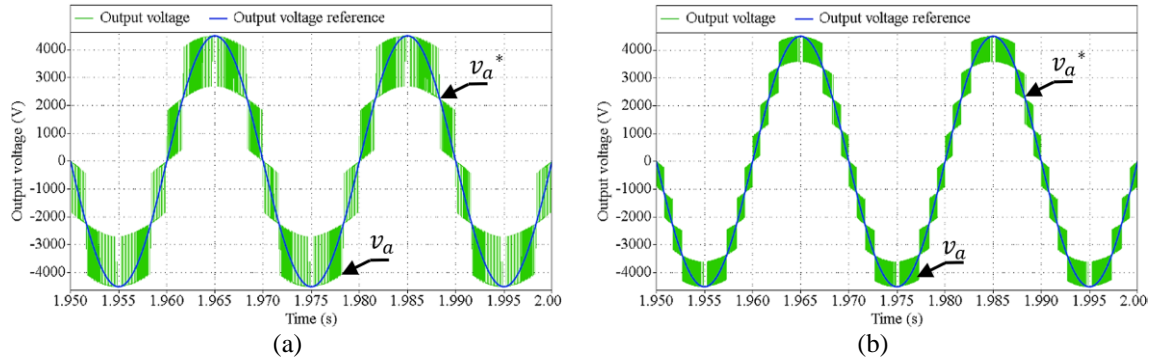 Output voltage Output voltage reference
4000
3000
2000
1000
0
-1000
-2000
-3000
-4000
Output voltage (V)
v_a*
v_a
1.950 1.955 1.960 1.965 1.970 1.975 1.980 1.985 1.990 1.995 2.00
Time (s)
(a)
Output voltage Output voltage reference
4000
3000
2000
1000
0
-1000
-2000
-3000
-4000
Output voltage (V)
v_a*
v_a
1.950 1.955 1.960 1.965 1.970 1.975 1.980 1.985 1.990 1.995 2.00
Time (s)
(b)